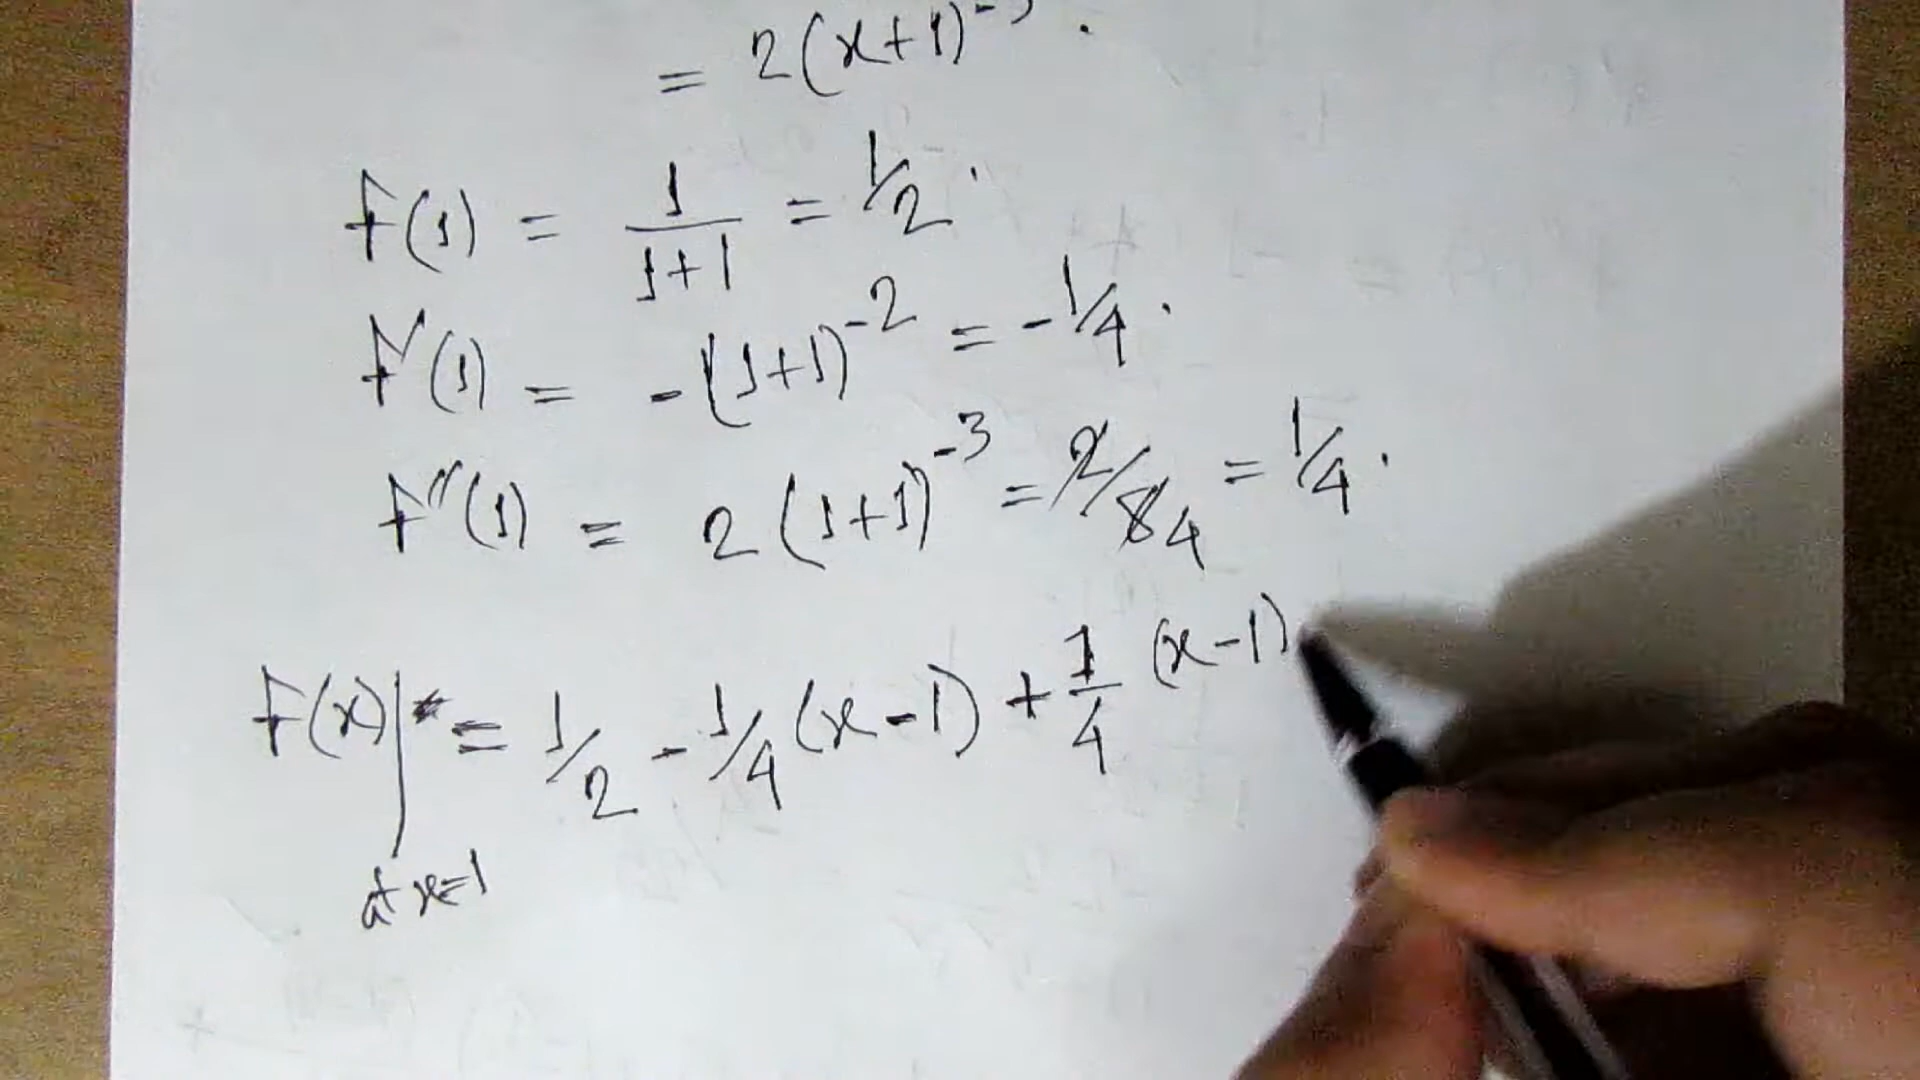 = 2(x+1)⁻³.
f(1) = 1/(1+1) = 1/2.
f'(1) = -(1+1)⁻² = -1/4.
f''(1) = 2(1+1)⁻³ = 2/8 4 = 1/4.
f(x)| = 1/2 - 1/4 (x-1) + 1/4 (x-1)
at x=1